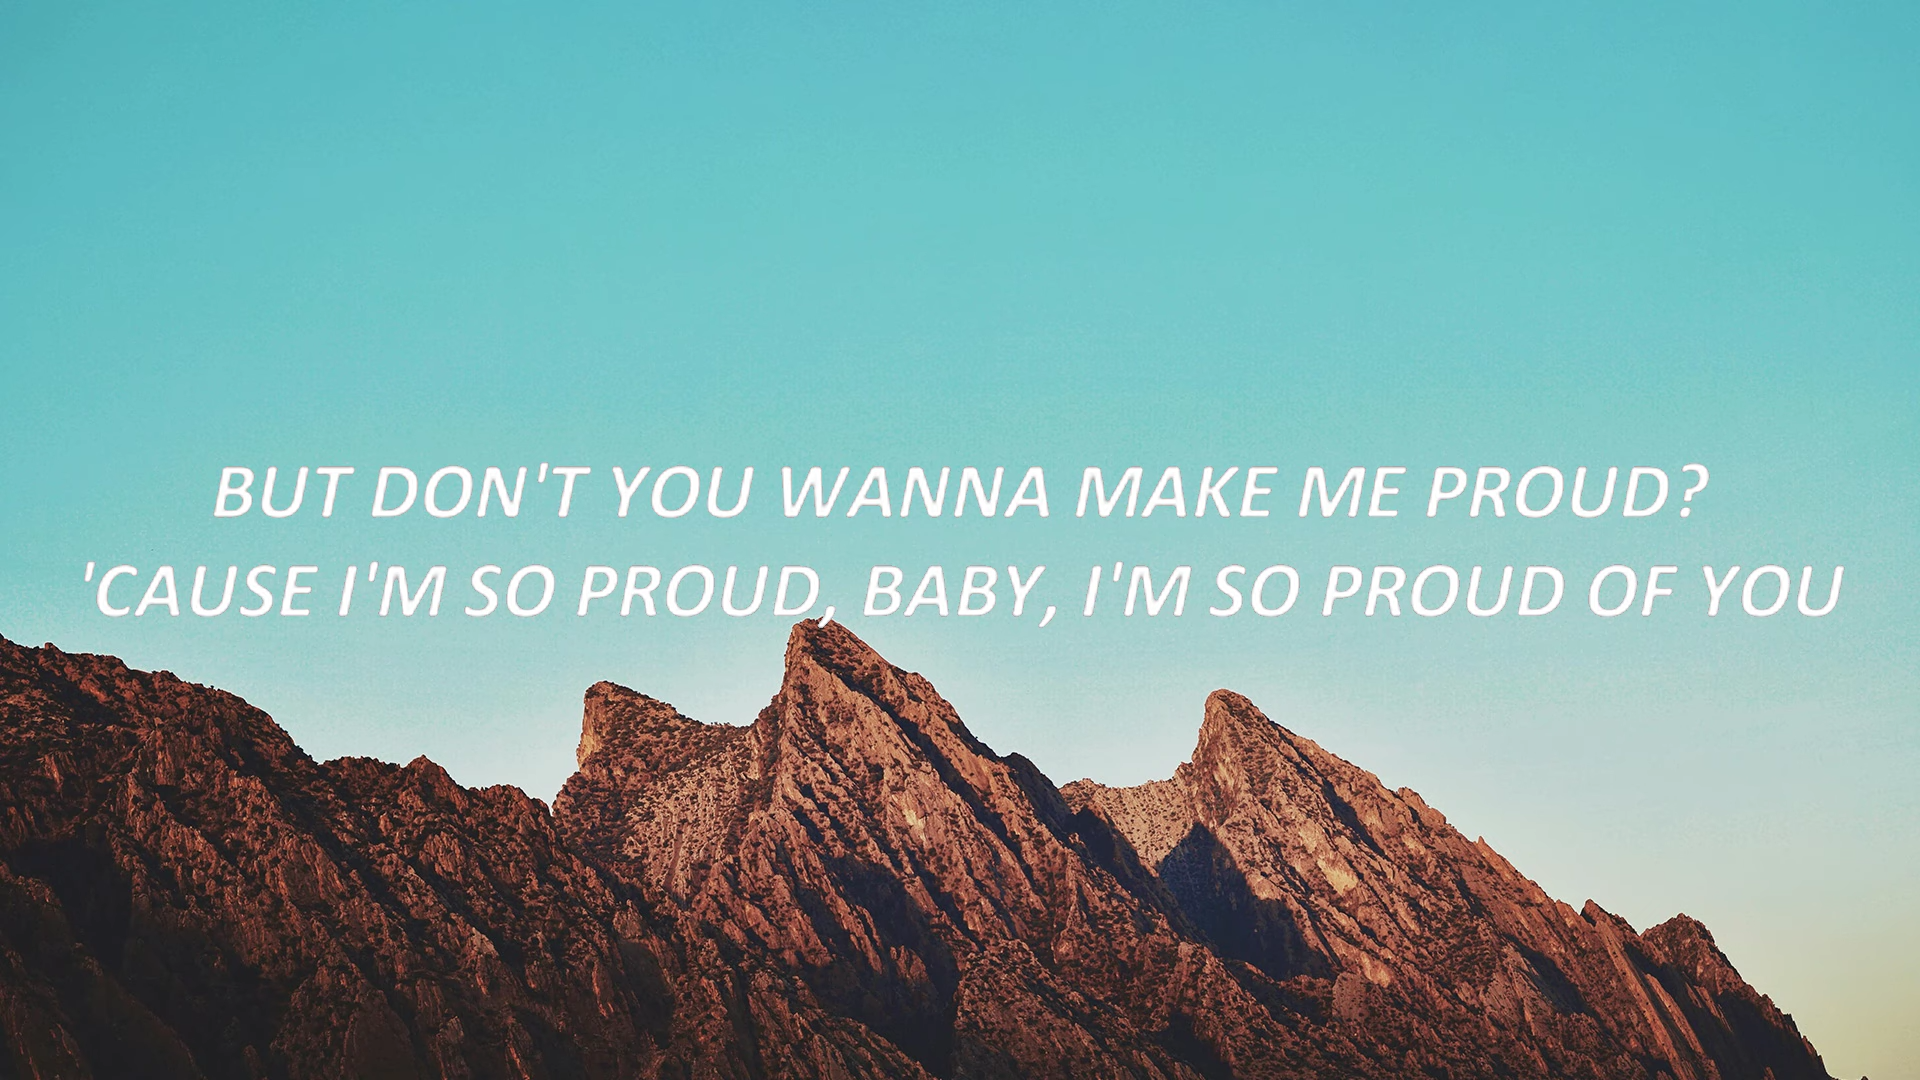 BUT DON'T YOU WANNA MAKE ME PROUD?
'CAUSE I'M SO PROUD, BABY, I'M SO PROUD OF YOU